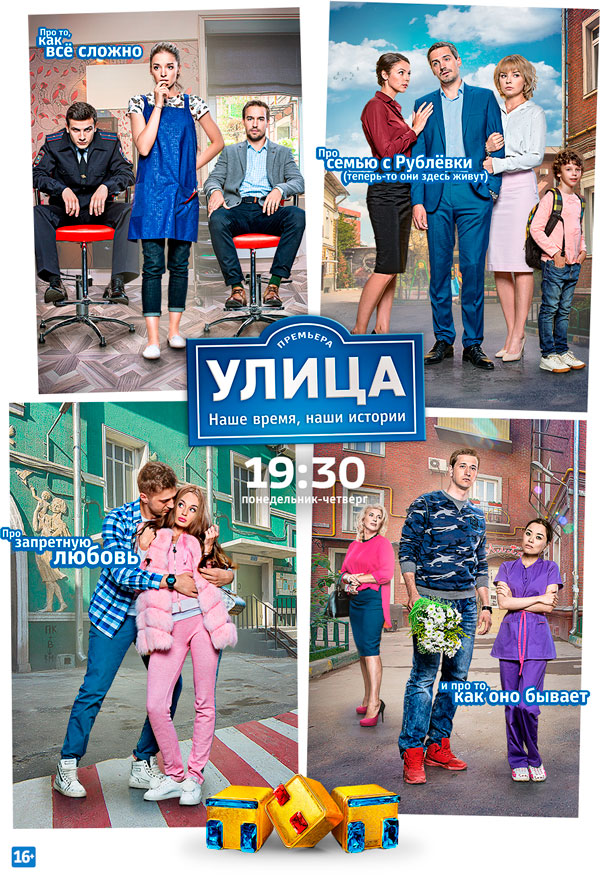 Про то,
как
всё сложно
Про
семью с Рублёвки
(теперь-то они здесь живут)
ПРЕМЬЕРА
УЛИЦА
Наше время, наши истории
19:30
понедельник-четверг
Про
запретную
любовь
и про то,
как оно бывает
16+